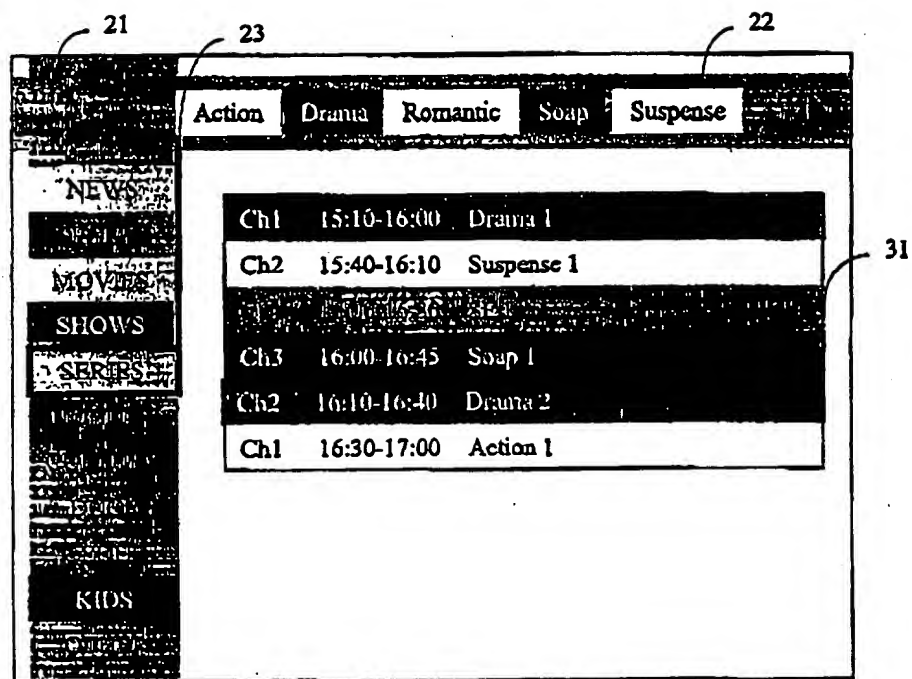 21
23
22
Action Drama Romantic Soap Suspense
NEWS
MOVIES
SHOWS
SERIES
KIDS
Ch1 15:10-16:00 Drama 1
Ch2 15:40-16:10 Suspense 1
31
Ch3 16:00-16:45 Soap 1
Ch2 16:10-16:40 Drama 2
Ch1 16:30-17:00 Action 1